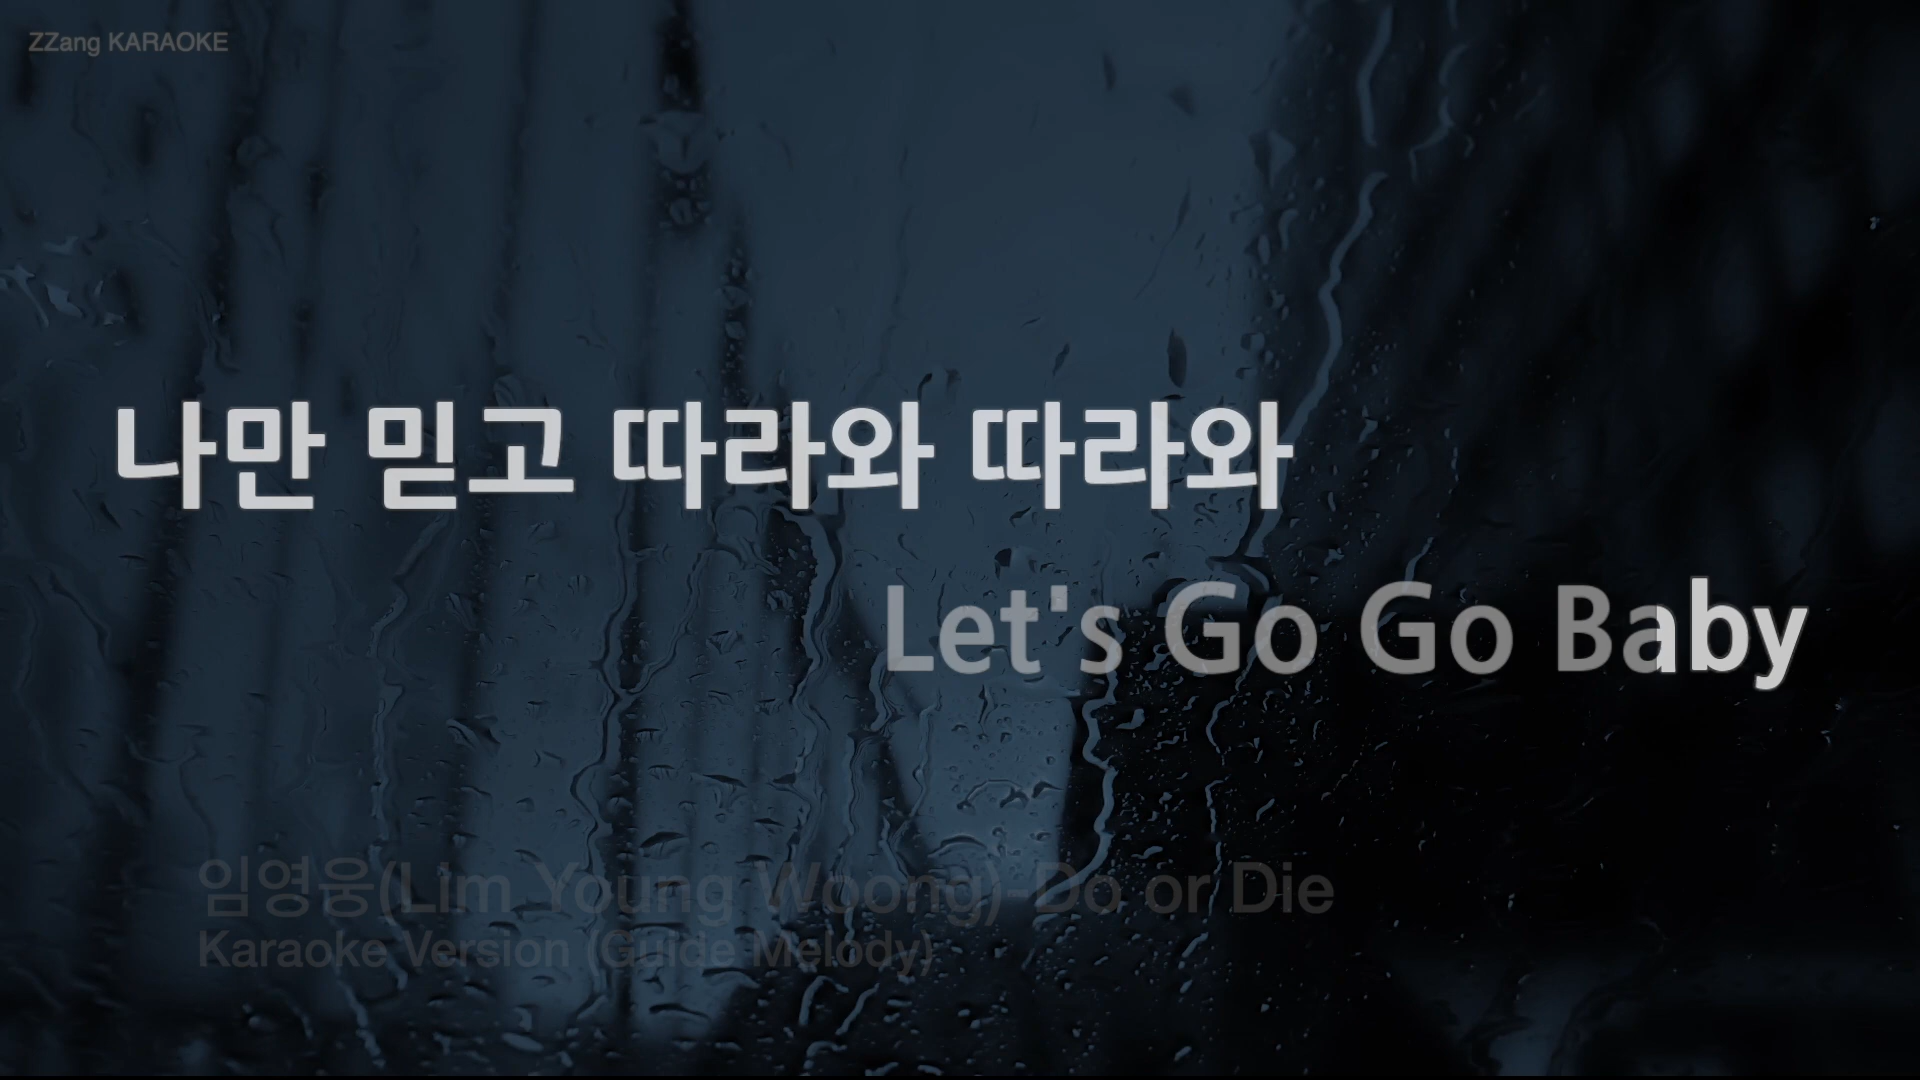 ZZang KARAOKE
나만 믿고 따라와 따라와
Let's Go Go Baby
임영웅(Lim Young Woong)-Do or Die
Karaoke Version (Guide Melody)